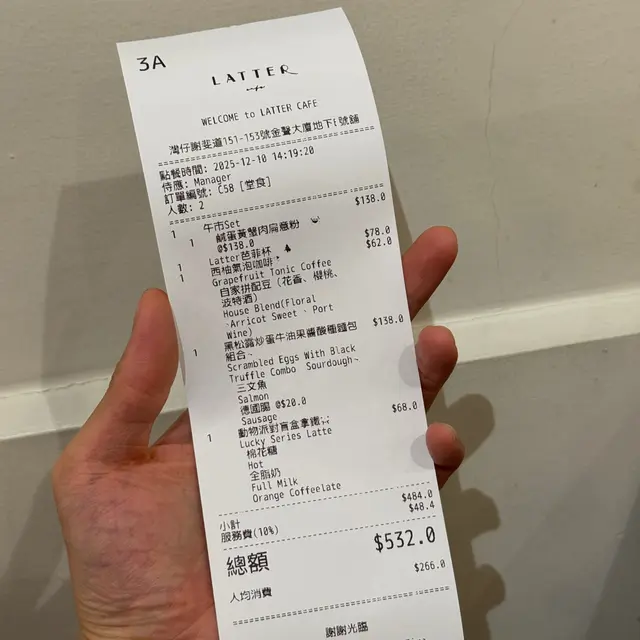 3A
LATTER
WELCOME to LATTER CAFE
灣仔謝斐道151-153號金聲大廈地下 號舖
點餐時間: 2025-12-10 14:19:20
侍應: Manager
訂單編號: C58 [堂食]
人數: 2
1 午市Set $138.0
1 鹹蛋黃蟹肉扁意粉
@$138.0
1 Latter芭菲杯 $78.0
1 西柚氣泡咖啡 $62.0
Grapefruit Tonic Coffee
自家拼配豆 (花香、櫻桃、
波特酒)
House Blend(Floral
、Arricot Sweet、Port
Wine)
1 黑松露炒蛋牛油果醬酸種麵包 $138.0
組合~
Scrambled Eggs With Black
Truffle Combo Sourdough~
三文魚
Salmon
德國腸 @$20.0
Sausage
1 動物派對盲盒拿鐵 $68.0
Lucky Series Latte
棉花糖
Hot
全脂奶
Full Milk
Orange Coffeelate
小計 $484.0
服務費(10%) $48.4
總額 $532.0
人均消費 $266.0
謝謝光臨